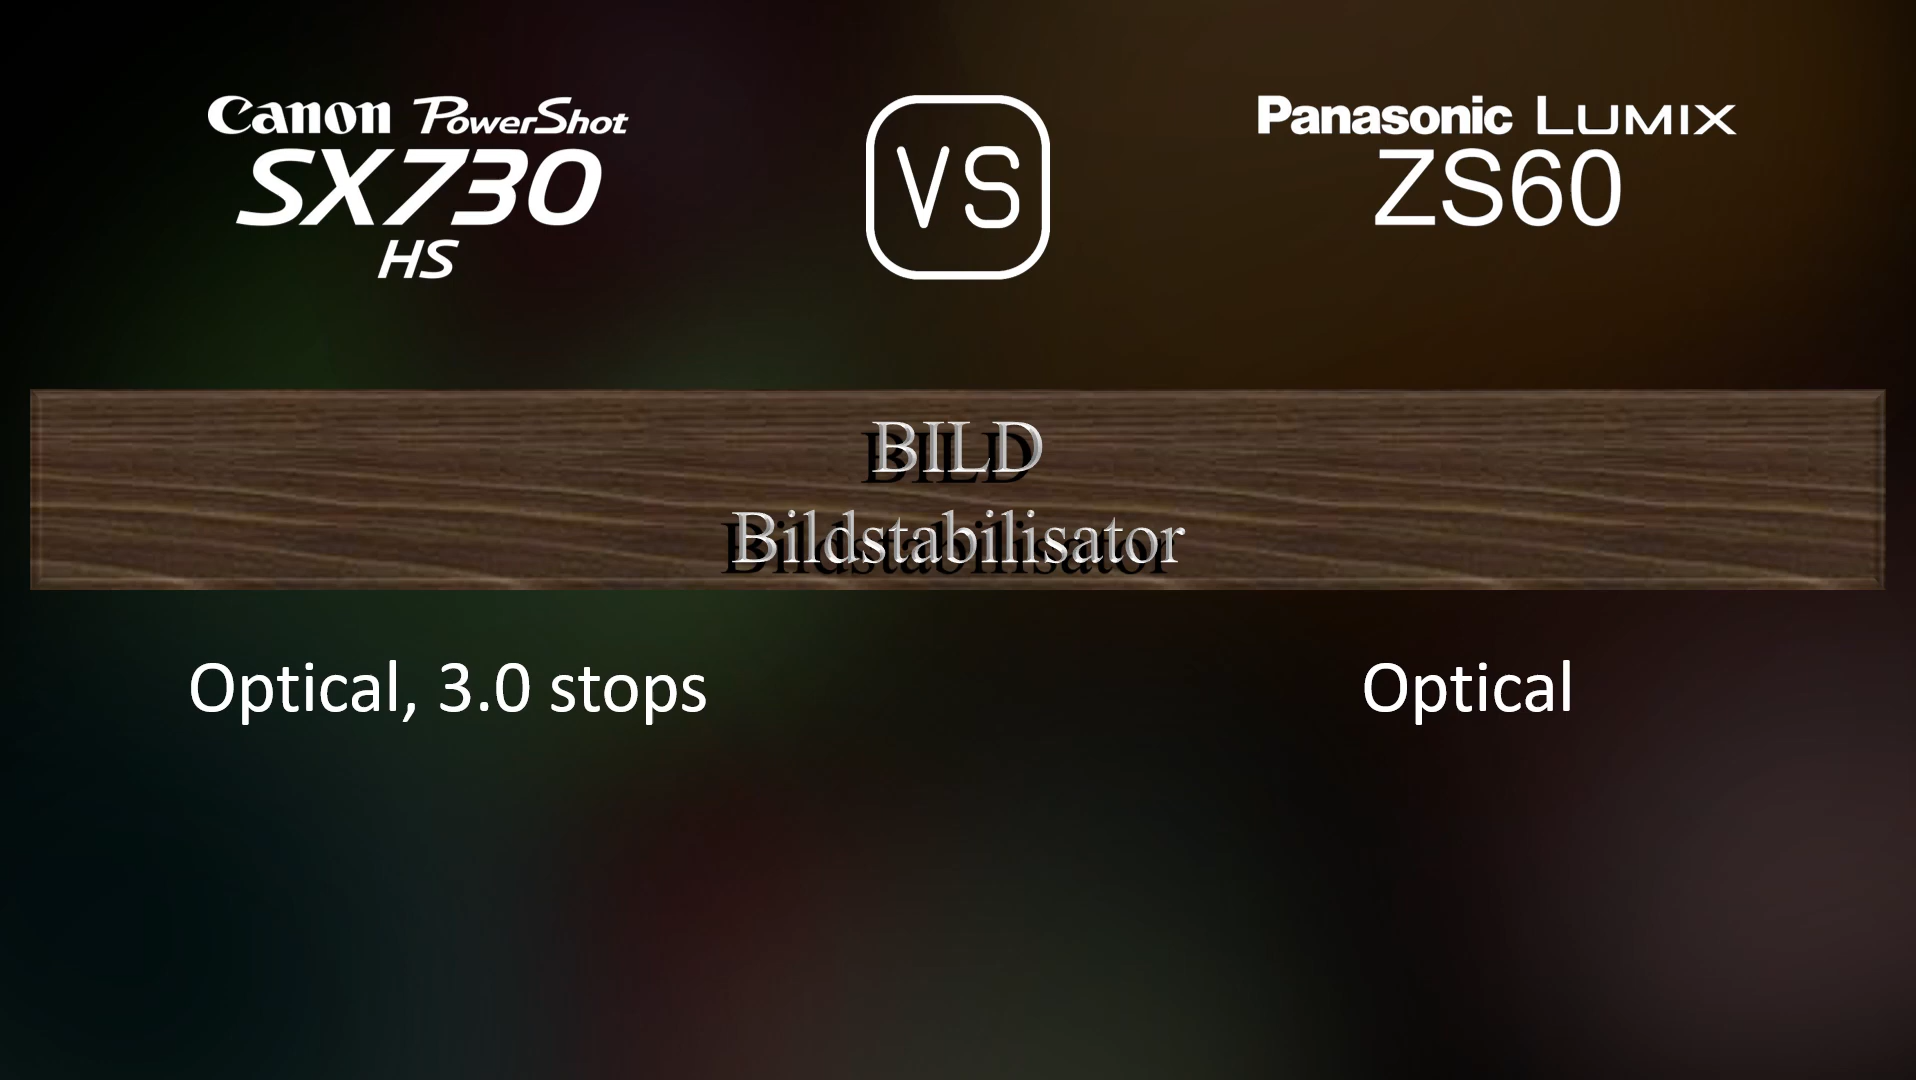 Canon PowerShot
SX730
HS
VS
Panasonic LUMIX
ZS60
BILD
Bildstabilisator
Optical, 3.0 stops
Optical